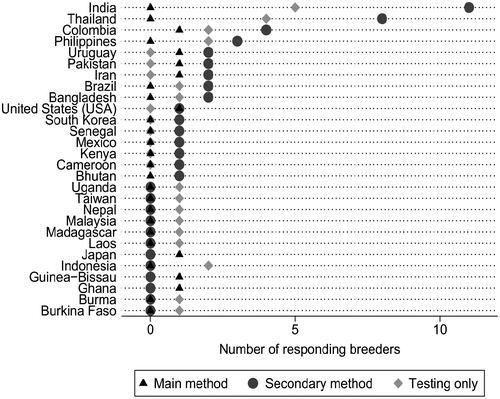 India
Thailand
Colombia
Philippines
Uruguay
Pakistan
Iran
Brazil
Bangladesh
United States (USA)
South Korea
Senegal
Mexico
Kenya
Cameroon
Bhutan
Uganda
Taiwan
Nepal
Malaysia
Madagascar
Laos
Japan
Indonesia
Guinea−Bissau
Ghana
Burma
Burkina Faso
0 5 10
Number of responding breeders
Main method Secondary method Testing only